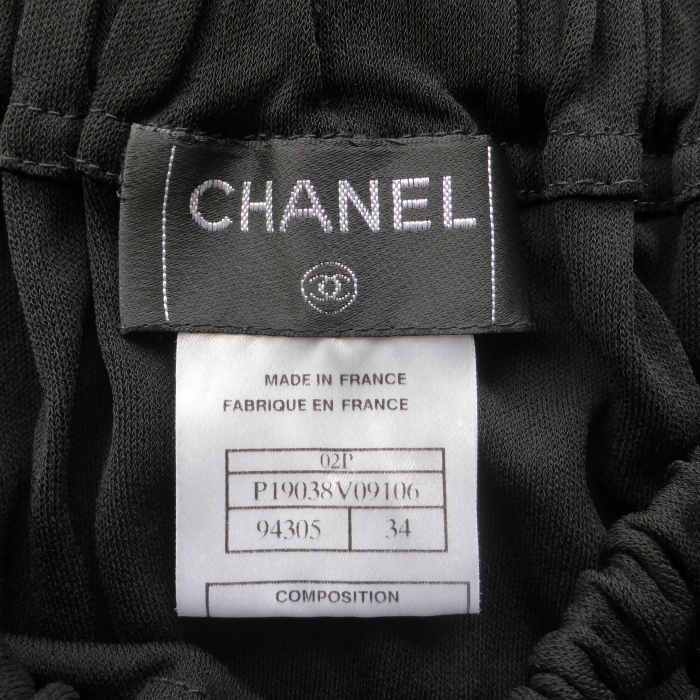 CHANEL
MADE IN FRANCE
FABRIQUE EN FRANCE
02P
P19038V09106
94305 34
COMPOSITION